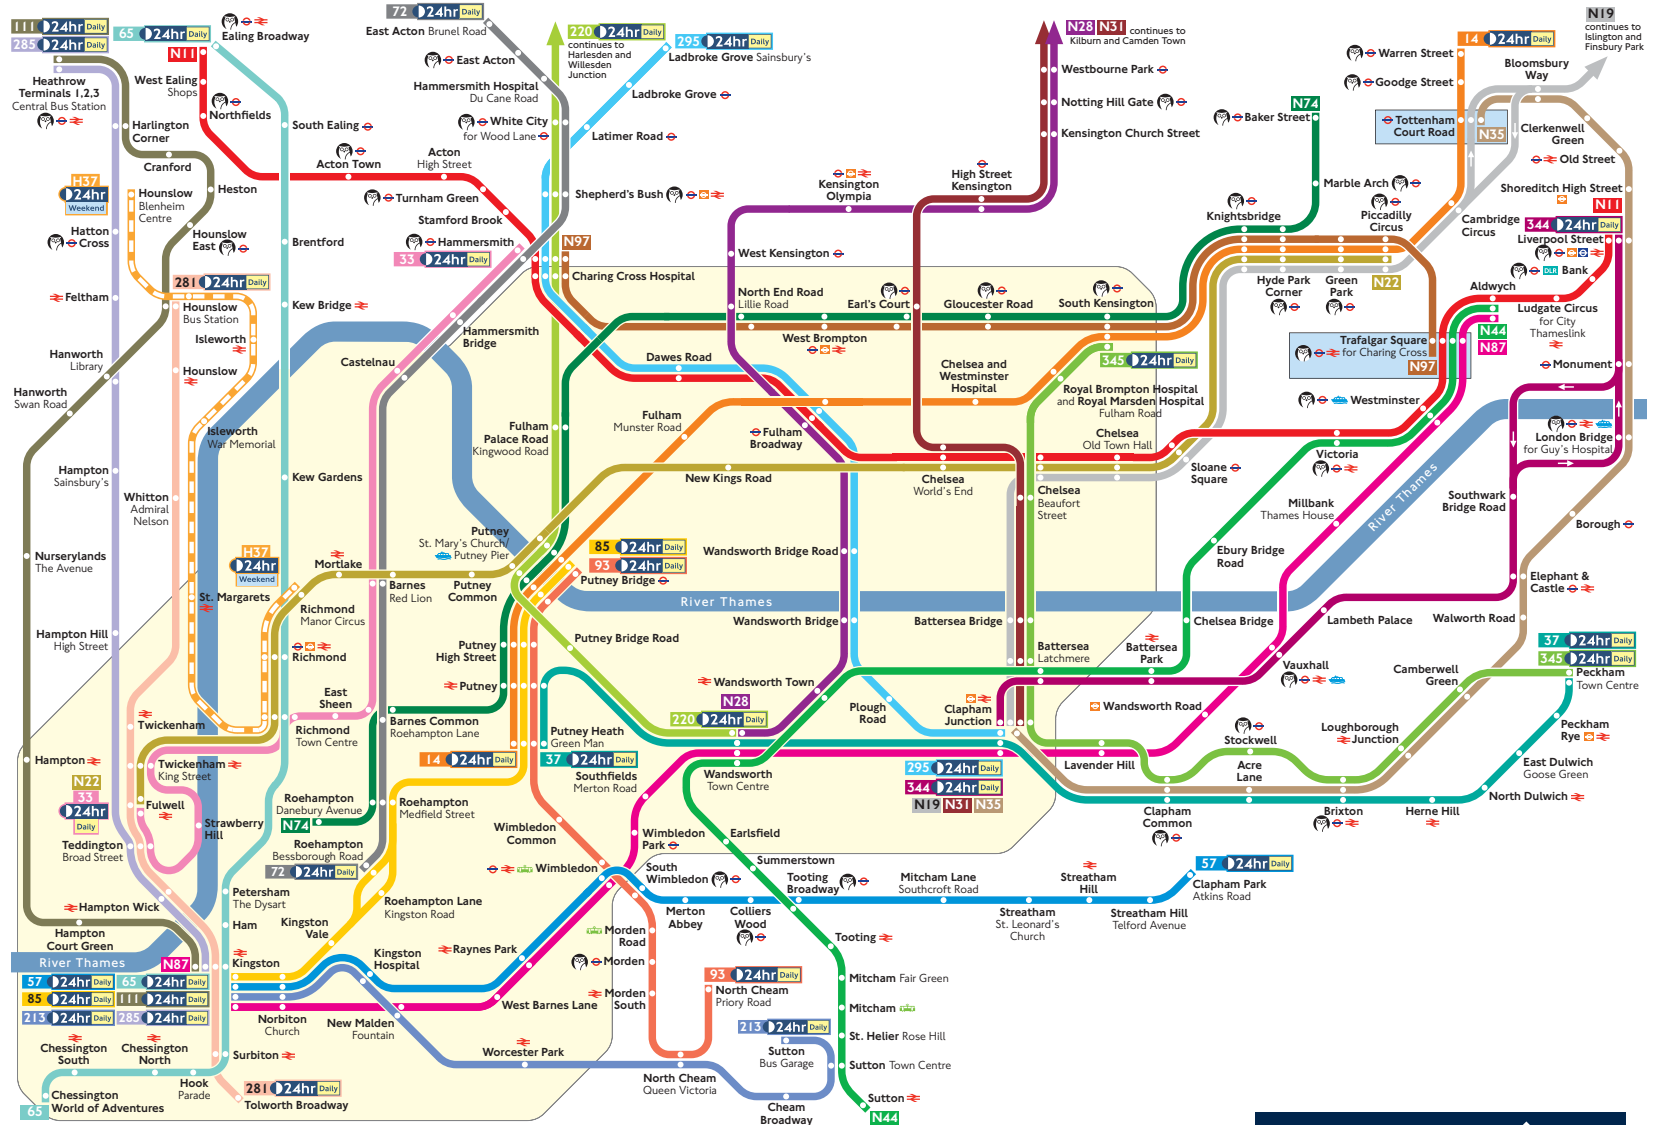 111 24hr Daily
285 24hr Daily
Heathrow
Terminals 1,2,3
Central Bus Station
65 24hr Daily
Ealing Broadway
N11
West Ealing
Shops
Northfields
Harlington
Corner
Cranford
Heston
H37
24hr
Weekend
Hounslow
Blenheim
Centre
Hatton
Cross
Hounslow
East
281 24hr Daily
Feltham
Hounslow
Bus Station
Isleworth
Hanworth
Library
Hounslow
Hanworth
Swan Road
Isleworth
War Memorial
Hampton
Sainsbury's
Whitton
Admiral
Nelson
Nurserylands
The Avenue
H37
24hr
Weekend
St. Margarets
Hampton Hill
High Street
Twickenham
Hampton
Twickenham
King Street
N22
33
24hr
Daily
Fulwell
Strawberry
Hill
Teddington
Broad Street
Hampton Wick
Hampton
Court Green
River Thames
N87
57 24hr Daily
65 24hr Daily
85 24hr Daily
111 24hr Daily
213 24hr Daily
285 24hr Daily
Chessington
South
Chessington
North
Hook
Parade
Chessington
World of Adventures
65
Surbiton
281 24hr Daily
Tolworth Broadway
South Ealing
Acton Town
Acton
High Street
Turnham Green
Stamford Brook
Hammersmith
33 24hr Daily
Brentford
Kew Bridge
Kew Gardens
Castelnau
Hammersmith
Bridge
72 24hr Daily
East Acton Brunel Road
East Acton
Hammersmith Hospital
Du Cane Road
White City
for Wood Lane
220 24hr Daily
continues to
Harlesden and
Willesden
Junction
295 24hr Daily
Ladbroke Grove Sainsbury's
Ladbroke Grove
Latimer Road
Shepherd's Bush
N97
Charing Cross Hospital
Mortlake
Richmond
Manor Circus
Richmond
Barnes
Red Lion
Putney
Common
Putney
St. Mary's Church/
Putney Pier
East
Sheen
Richmond
Town Centre
Barnes Common
Roehampton Lane
Roehampton
Danebury Avenue
N74
Roehampton
Medfield Street
Roehampton
Bessborough Road
72 24hr Daily
Petersham
The Dysart
Ham
Kingston
Kingston
Vale
Roehampton Lane
Kingston Road
Kingston
Hospital
Norbiton
Church
New Malden
Fountain
Raynes Park
West Barnes Lane
Worcester Park
N28 N31 continues to
Kilburn and Camden Town
Westbourne Park
Notting Hill Gate
Kensington Church Street
Kensington
Olympia
High Street
Kensington
West Kensington
North End Road
Lillie Road
Earl's Court
Gloucester Road
South Kensington
West Brompton
345 24hr Daily
Dawes Road
Chelsea and
Westminster
Hospital
Royal Brompton Hospital
and Royal Marsden Hospital
Fulham Road
Fulham
Munster Road
Fulham
Palace Road
Kingwood Road
Fulham
Broadway
Chelsea
Old Town Hall
New Kings Road
Chelsea
World's End
Chelsea
Beaufort
Street
Sloane
Square
85 24hr Daily
93 24hr Daily
Putney Bridge
Wandsworth Bridge Road
River Thames
Wandsworth Bridge
Battersea Bridge
Putney Bridge Road
Putney
High Street
Putney
Wandsworth Town
N28
220 24hr Daily
Putney Heath
Green Man
14 24hr Daily
37 24hr Daily
Southfields
Merton Road
Wandsworth
Town Centre
Plough
Road
Clapham
Junction
295 24hr Daily
344 24hr Daily
N19 N31 N35
Battersea
Latchmere
Battersea
Park
Chelsea Bridge
Ebury Bridge
Road
Wimbledon
Common
Wimbledon
Park
Wimbledon
South
Wimbledon
Earlsfield
Summerstown
Tooting
Broadway
Mitcham Lane
Southcroft Road
Streatham
Hill
57 24hr Daily
Clapham Park
Atkins Road
Merton
Abbey
Colliers
Wood
Streatham
St. Leonard's
Church
Streatham Hill
Telford Avenue
Morden
Road
Morden
Morden
South
93 24hr Daily
North Cheam
Priory Road
213 24hr Daily
Sutton
Bus Garage
North Cheam
Queen Victoria
Cheam
Broadway
Tooting
Mitcham Fair Green
Mitcham
St. Helier Rose Hill
Sutton Town Centre
Sutton
N44
N19
continues to
Islington and
Finsbury Park
14 24hr Daily
Warren Street
Goodge Street
Bloomsbury
Way
Tottenham
Court Road
N35
Clerkenwell
Green
Old Street
Shoreditch High Street
N11
344 24hr Daily
Liverpool Street
DLR Bank
N74
Baker Street
Marble Arch
Knightsbridge
Piccadilly
Circus
Cambridge
Circus
Hyde Park
Corner
Green
Park
N22
Aldwych
Ludgate Circus
for City
Thameslink
N44
N87
Trafalgar Square
for Charing Cross
N97
Monument
Westminster
London Bridge
for Guy's Hospital
Victoria
Millbank
Thames House
River Thames
Southwark
Bridge Road
Borough
Elephant &
Castle
Walworth Road
Lambeth Palace
Vauxhall
Camberwell
Green
37 24hr Daily
345 24hr Daily
Peckham
Town Centre
Peckham
Rye
Wandsworth Road
Lavender Hill
Stockwell
Acre
Lane
Loughborough
Junction
East Dulwich
Goose Green
North Dulwich
Clapham
Common
Brixton
Herne Hill